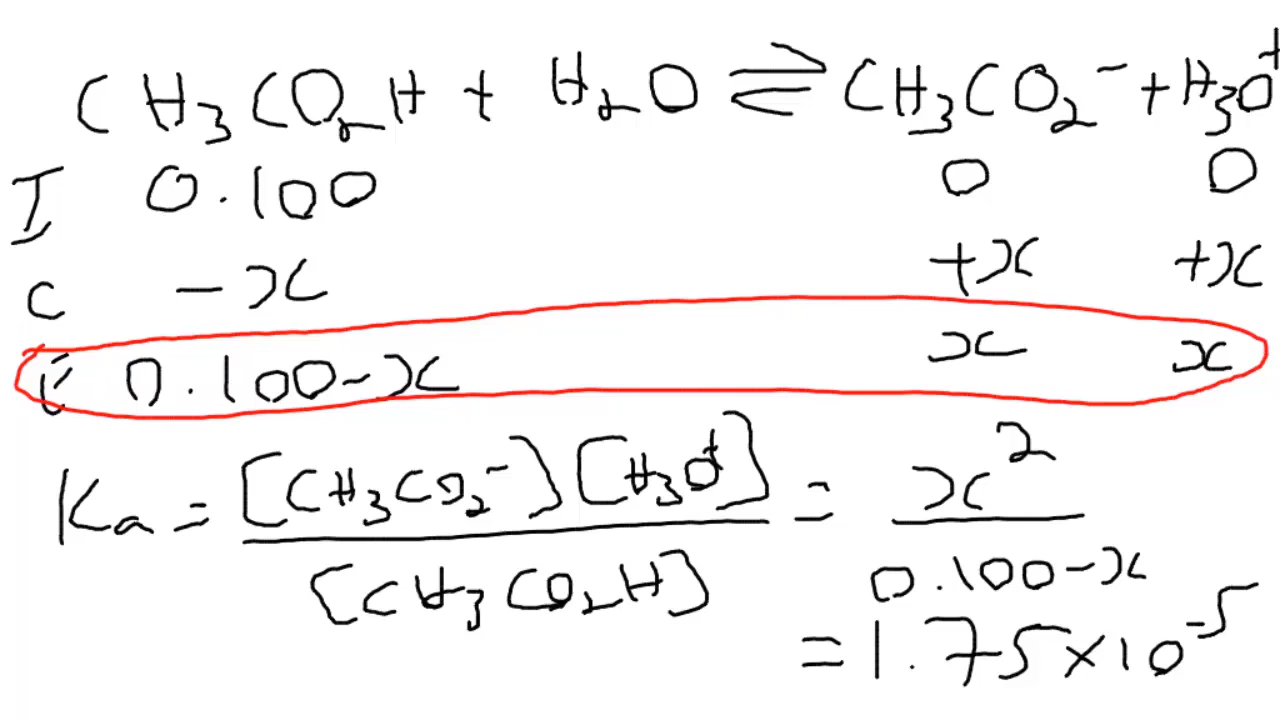 CH₃CO₂H + H₂O ⇌ CH₃CO₂⁻ + H₃O⁺
I 0.100 0 0
C -x +x +x
E 0.100-x x x
Ka = [CH₃CO₂⁻][H₃O⁺] / [CH₃CO₂H] = x² / 0.100-x
= 1.75×10⁻⁵